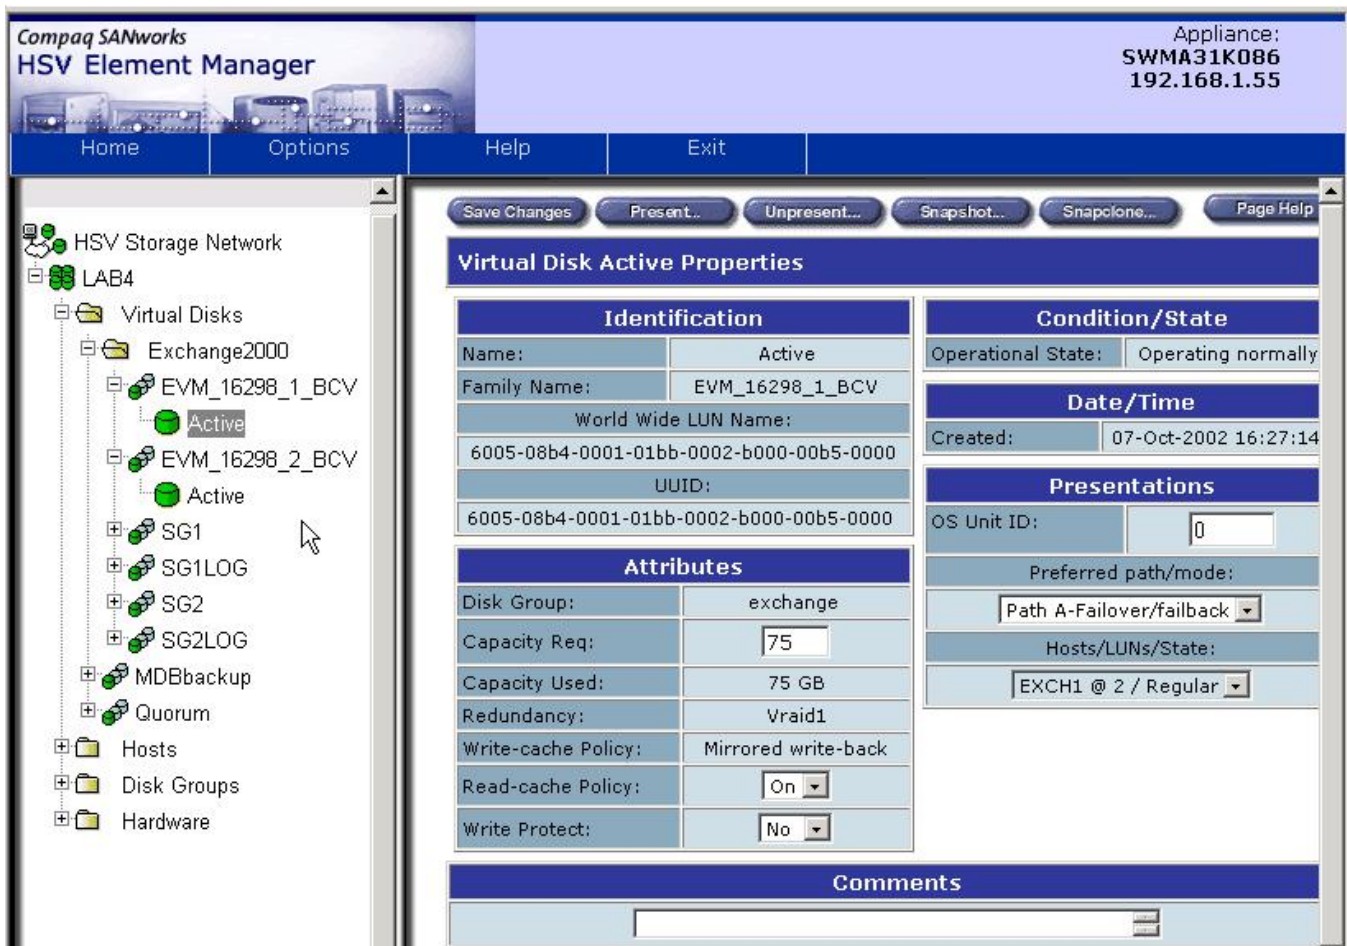 Compaq SANworks
HSV Element Manager
Appliance:
SWMA31K086
192.168.1.55
Home Options Help Exit
HSV Storage Network
LAB4
Virtual Disks
Exchange2000
EVM_16298_1_BCV
Active
EVM_16298_2_BCV
Active
SG1
SG1LOG
SG2
SG2LOG
MDBbackup
Quorum
Hosts
Disk Groups
Hardware
Save Changes Present... Unpresent... Snapshot... Snapclone... Page Help
Virtual Disk Active Properties
Identification
Name: Active
Family Name: EVM_16298_1_BCV
World Wide LUN Name:
6005-08b4-0001-01bb-0002-b000-00b5-0000
UUID:
6005-08b4-0001-01bb-0002-b000-00b5-0000
Attributes
Disk Group: exchange
Capacity Req: 75
Capacity Used: 75 GB
Redundancy: Vraid1
Write-cache Policy: Mirrored write-back
Read-cache Policy: On
Write Protect: No
Condition/State
Operational State: Operating normally
Date/Time
Created: 07-Oct-2002 16:27:14
Presentations
OS Unit ID: 0
Preferred path/mode:
Path A-Failover/failback
Hosts/LUNs/State:
EXCH1 @ 2 / Regular
Comments